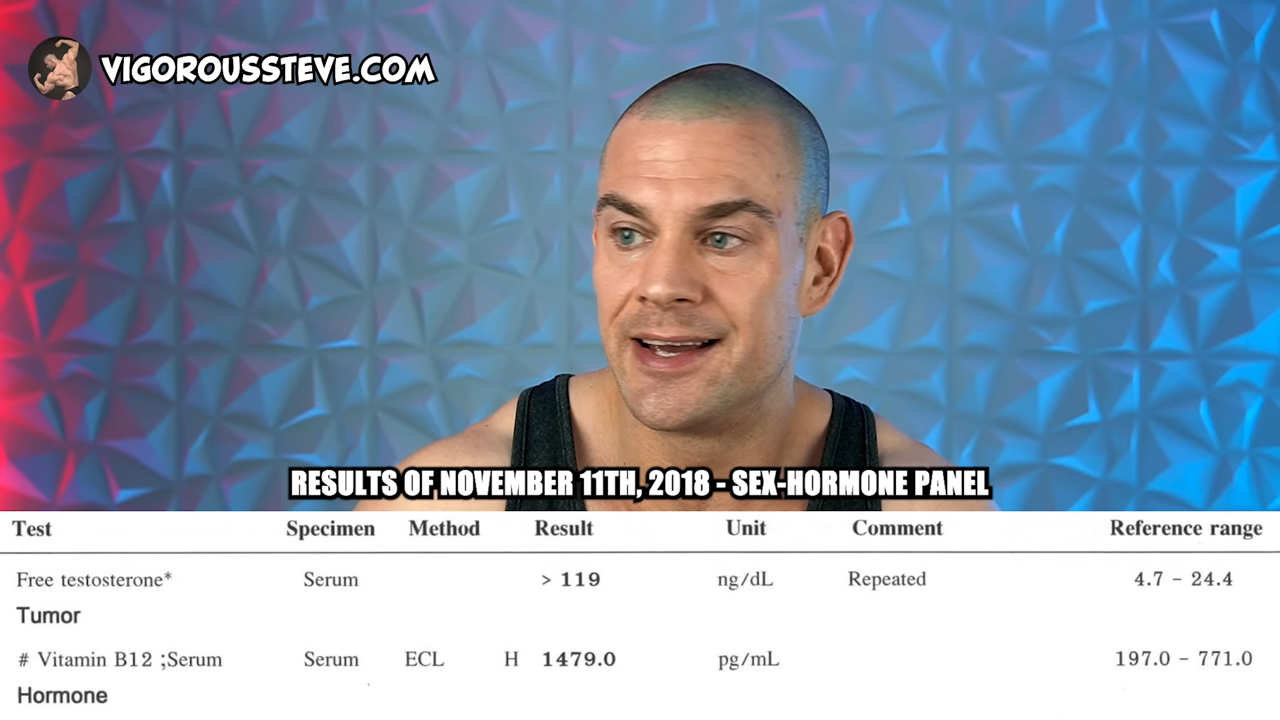 VIGOROUSSTEVE.COM
RESULTS OF NOVEMBER 11TH, 2018 - SEX-HORMONE PANEL
Test Specimen Method Result Unit Comment Reference range
Free testosterone* Serum > 119 ng/dL Repeated 4.7 - 24.4
Tumor
# Vitamin B12 ;Serum Serum ECL H 1479.0 pg/mL 197.0 - 771.0
Hormone